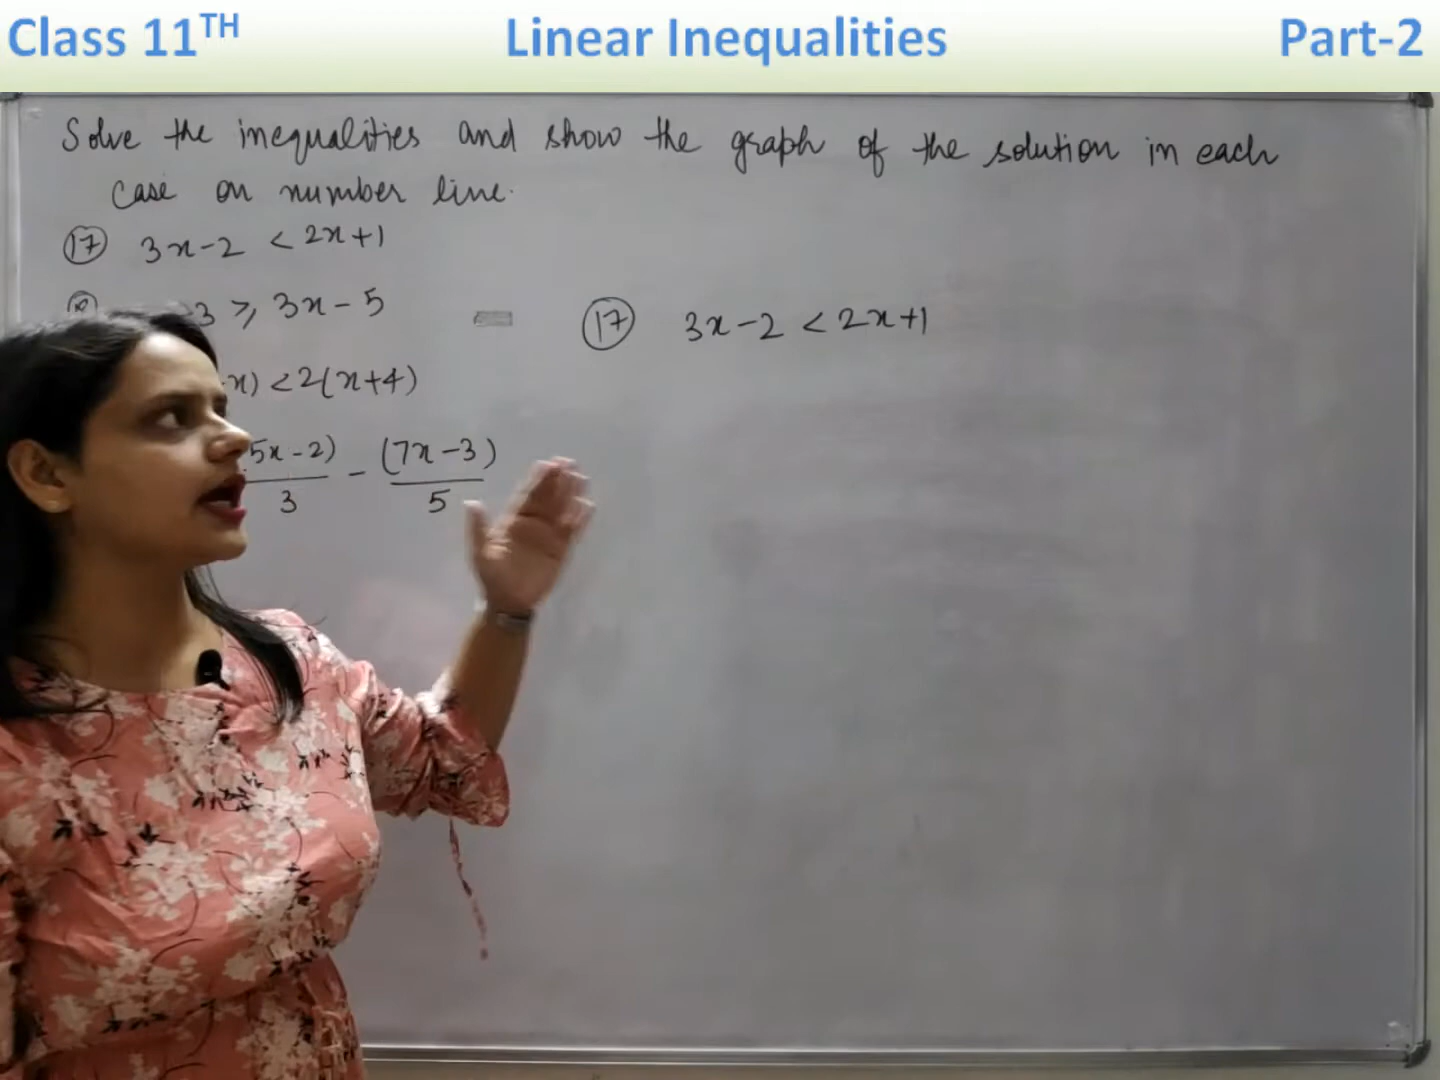 Class 11TH Linear Inequalities Part-2
Solve the inequalities and show the graph of the solution in each
case on number line.
17 3x-2 < 2x+1
3 ≥ 3x-5
x) < 2(x+4)
5x-2)/3 - (7x-3)/5
17 3x-2 < 2x+1